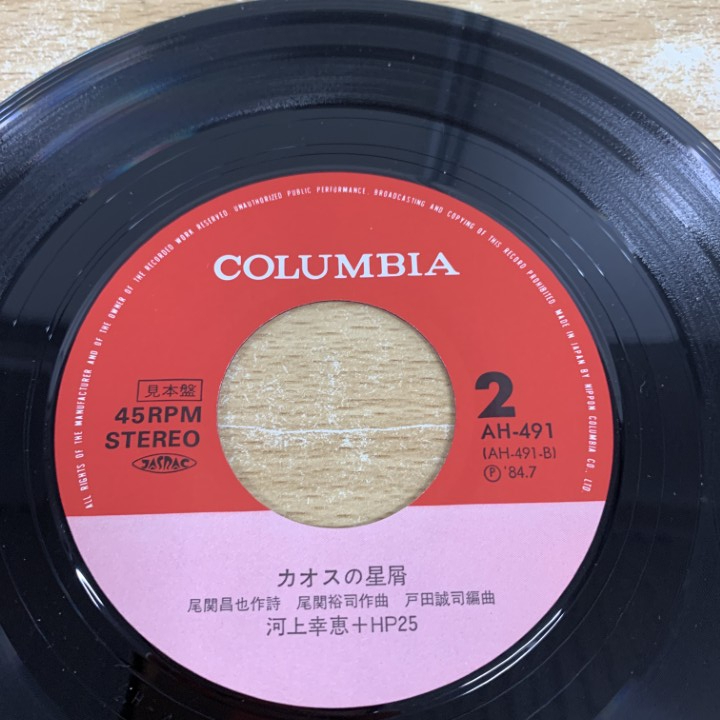 ALL RIGHTS OF THE MANUFACTURER AND OF THE OWNER OF THE RECORDED WORK RESERVED. UNAUTHORIZED PUBLIC PERFORMANCE, BROADCASTING AND COPYING OF THIS RECORD PROHIBITED. MADE IN JAPAN BY NIPPON COLUMBIA CO., LTD
COLUMBIA
見本盤
45RPM
STEREO
JASRAC
2
AH-491
(AH-491-B)
Ⓟ '84.7
カオスの星屑
尾関昌也作詩 尾関裕司作曲 戸田誠司編曲
河上幸恵+HP25